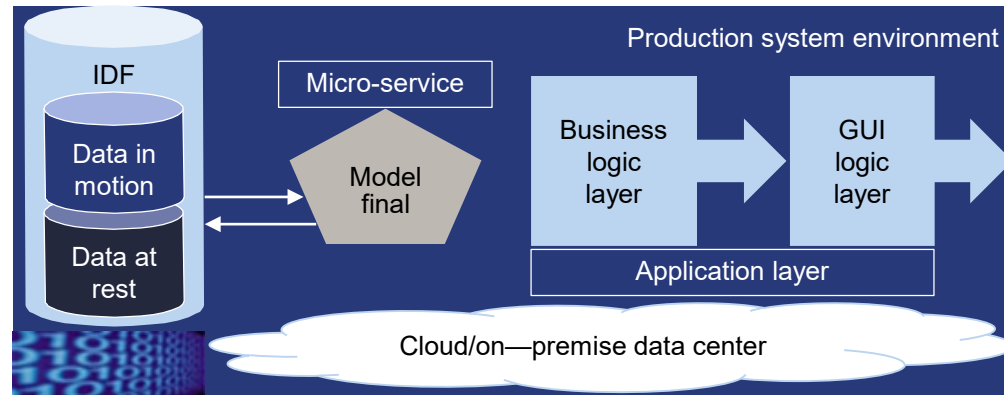 Production system environment
IDF
Data in
motion
Data at
rest
Micro-service
Model
final
Business
logic
layer
GUI
logic
layer
Application layer
Cloud/on—premise data center